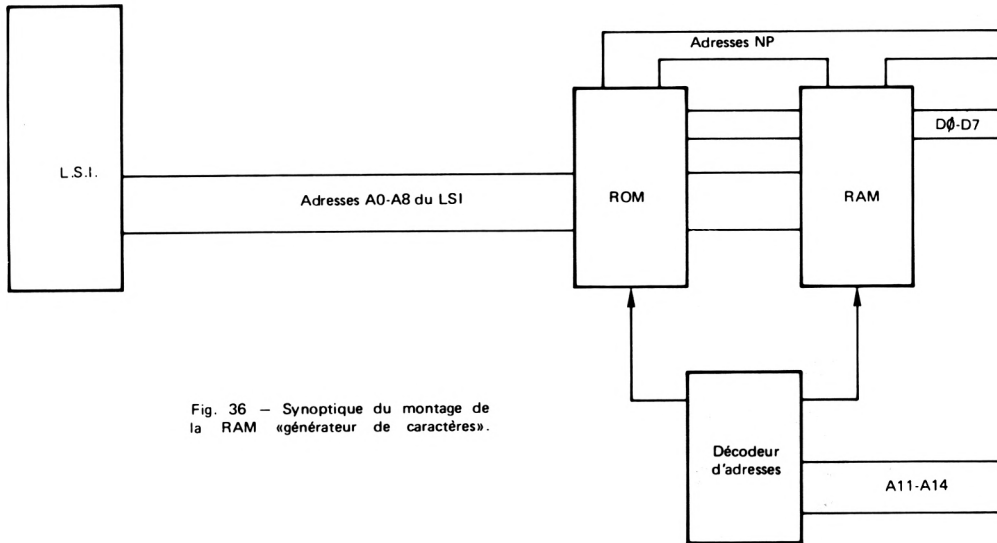 Adresses NP
DØ-D7
L.S.I.
Adresses A0-A8 du LSI
ROM
RAM
Fig. 36 — Synoptique du montage de
la RAM «générateur de caractères».
Décodeur
d'adresses
A11-A14